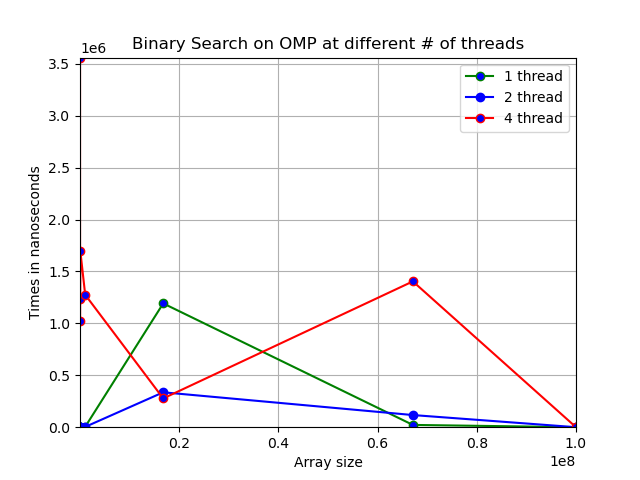 Binary Search on OMP at different # of threads
1e6
3.5
3.0
2.5
2.0
1.5
1.0
0.5
0.0
Times in nanoseconds
1 thread
2 thread
4 thread
0.2 0.4 0.6 0.8 1.0
1e8
Array size